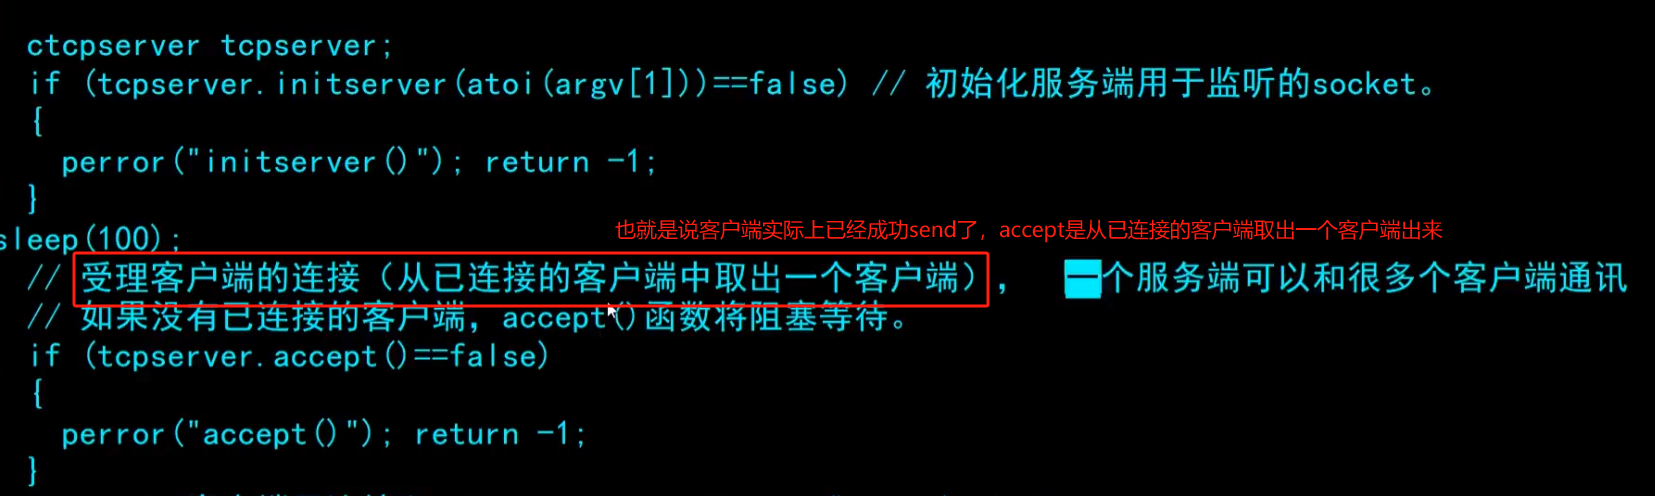 ctcpserver tcpserver;
if (tcpserver.initserver(atoi(argv[1]))==false) // 初始化服务端用于监听的socket。
{
perror("initserver()"); return -1;
}
sleep(100);
也就是说客户端实际上已经成功send了，accept是从已连接的客户端取出一个客户端出来
// 受理客户端的连接（从已连接的客户端中取出一个客户端）， 一个服务端可以和很多个客户端通讯
// 如果没有已连接的客户端，accept()函数将阻塞等待。
if (tcpserver.accept()==false)
{
perror("accept()"); return -1;
}